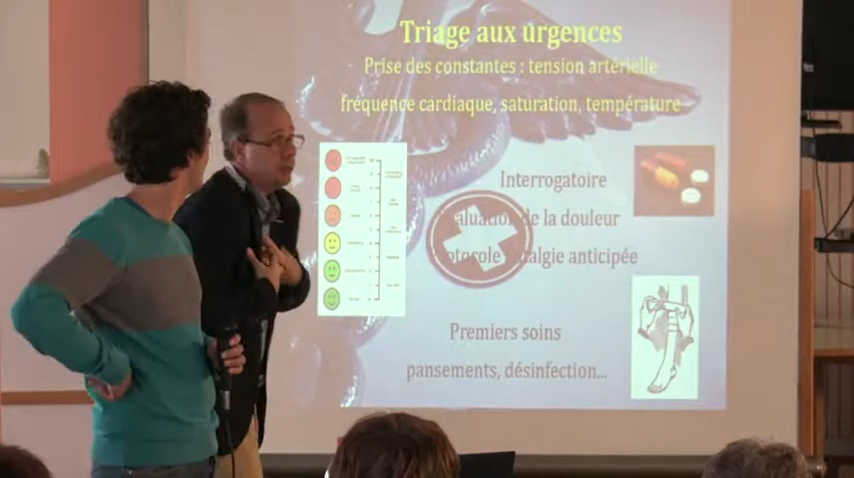 Triage aux urgences
Prise des constantes : tension artérielle
fréquence cardiaque, saturation, température
Interrogatoire
de la douleur
anticipée
Premiers soins
pansements, désinfection...